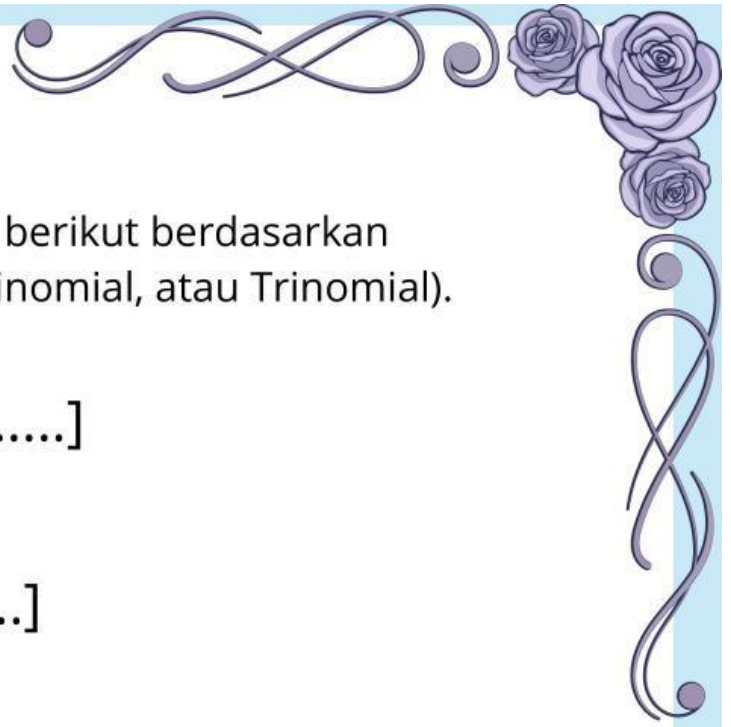 berikut berdasarkan
inomial, atau Trinomial).
.....]
..]